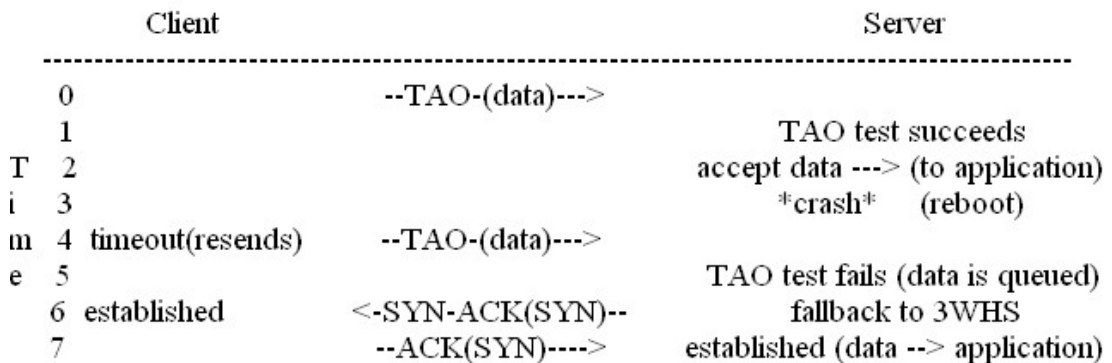 Client Server
--------------------------------------------------------------------------------
0 --TAO-(data)--->
1 TAO test succeeds
T 2 accept data ---> (to application)
i 3 *crash* (reboot)
m 4 timeout(resends) --TAO-(data)--->
e 5 TAO test fails (data is queued)
6 established <-SYN-ACK(SYN)-- fallback to 3WHS
7 --ACK(SYN)----> established (data --> application)